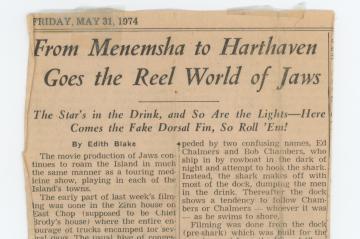 FRIDAY, MAY 31, 1974
From Menemsha to Harthaven
Goes the Reel World of Jaws
The Star's in the Drink, and So Are the Lights—Here
Comes the Fake Dorsal Fin, So Roll 'Em!
By Edith Blake
The movie production of Jaws
continues to roam the Island in much
the same manner as a touring med-
icine show, playing in each of the
Island's towns.
The early part of last week's film-
ing was done in the Zinn house on
East Chop (supposed to be Chief
Brody's house) where the entire en-
tourage of trucks encamped for sev-
eral days. The usual
peded by two confusing names, Ed
Chalmers and Bob Chambers, who
ship in by rowboat in the dark of
night and attempt to hook the shark.
Instead, the shark makes off with
most of the dock, dumping the men
in the drink. Thereafter the dock
shows a tendency to follow Cham-
bers or Chalmers — whoever it was
— as he swims to shore.
Filming was done from the dock
(pre-shark) which was built for the